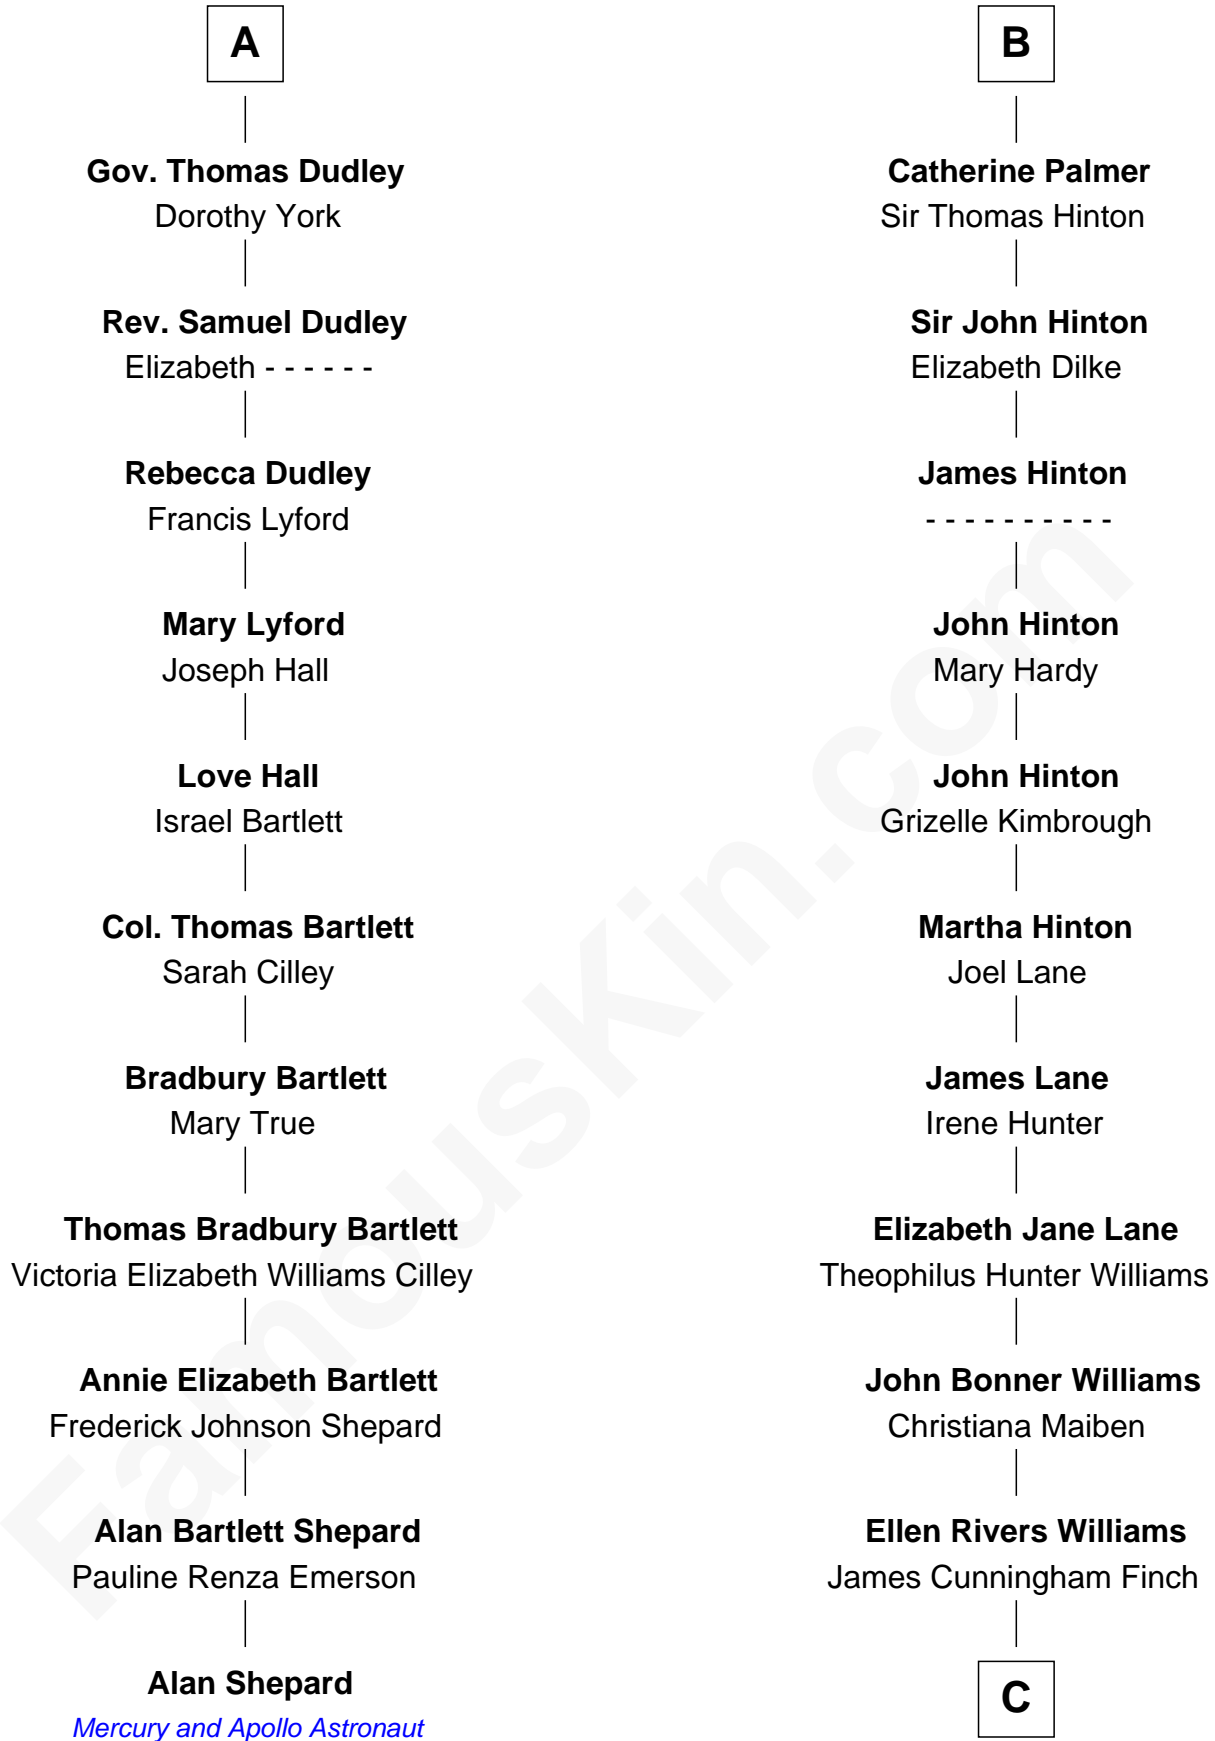 A
Gov. Thomas Dudley
Dorothy York
Rev. Samuel Dudley
Elizabeth - - - - - -
Rebecca Dudley
Francis Lyford
Mary Lyford
Joseph Hall
Love Hall
Israel Bartlett
Col. Thomas Bartlett
Sarah Cilley
Bradbury Bartlett
Mary True
Thomas Bradbury Bartlett
Victoria Elizabeth Williams Cilley
Annie Elizabeth Bartlett
Frederick Johnson Shepard
Alan Bartlett Shepard
Pauline Renza Emerson
Alan Shepard
Mercury and Apollo Astronaut
B
Catherine Palmer
Sir Thomas Hinton
Sir John Hinton
Elizabeth Dilke
James Hinton
- - - - - - - - - -
John Hinton
Mary Hardy
John Hinton
Grizelle Kimbrough
Martha Hinton
Joel Lane
James Lane
Irene Hunter
Elizabeth Jane Lane
Theophilus Hunter Williams
John Bonner Williams
Christiana Maiben
Ellen Rivers Williams
James Cunningham Finch
C
FamousKin.com